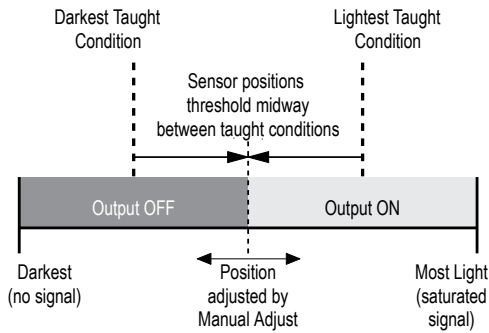 Darkest Taught
Condition
Lightest Taught
Condition
Sensor positions
threshold midway
between taught conditions
Output OFF
Output ON
Darkest
(no signal)
Position
adjusted by
Manual Adjust
Most Light
(saturated
signal)